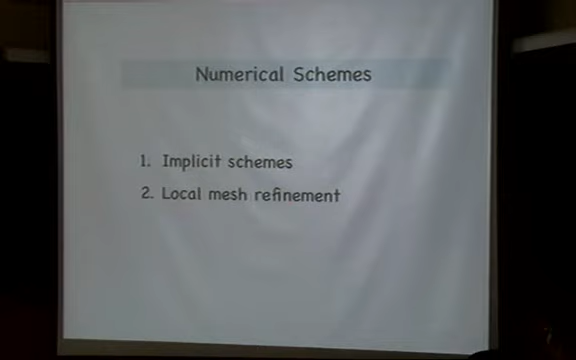 Numerical Schemes
1. Implicit schemes
2. Local mesh refinement